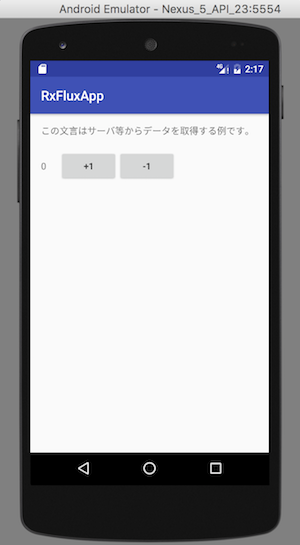 Android Emulator - Nexus_5_API_23:5554
4G 2:17
RxFluxApp
この文言はサーバ等からデータを取得する例です。
0 +1 -1